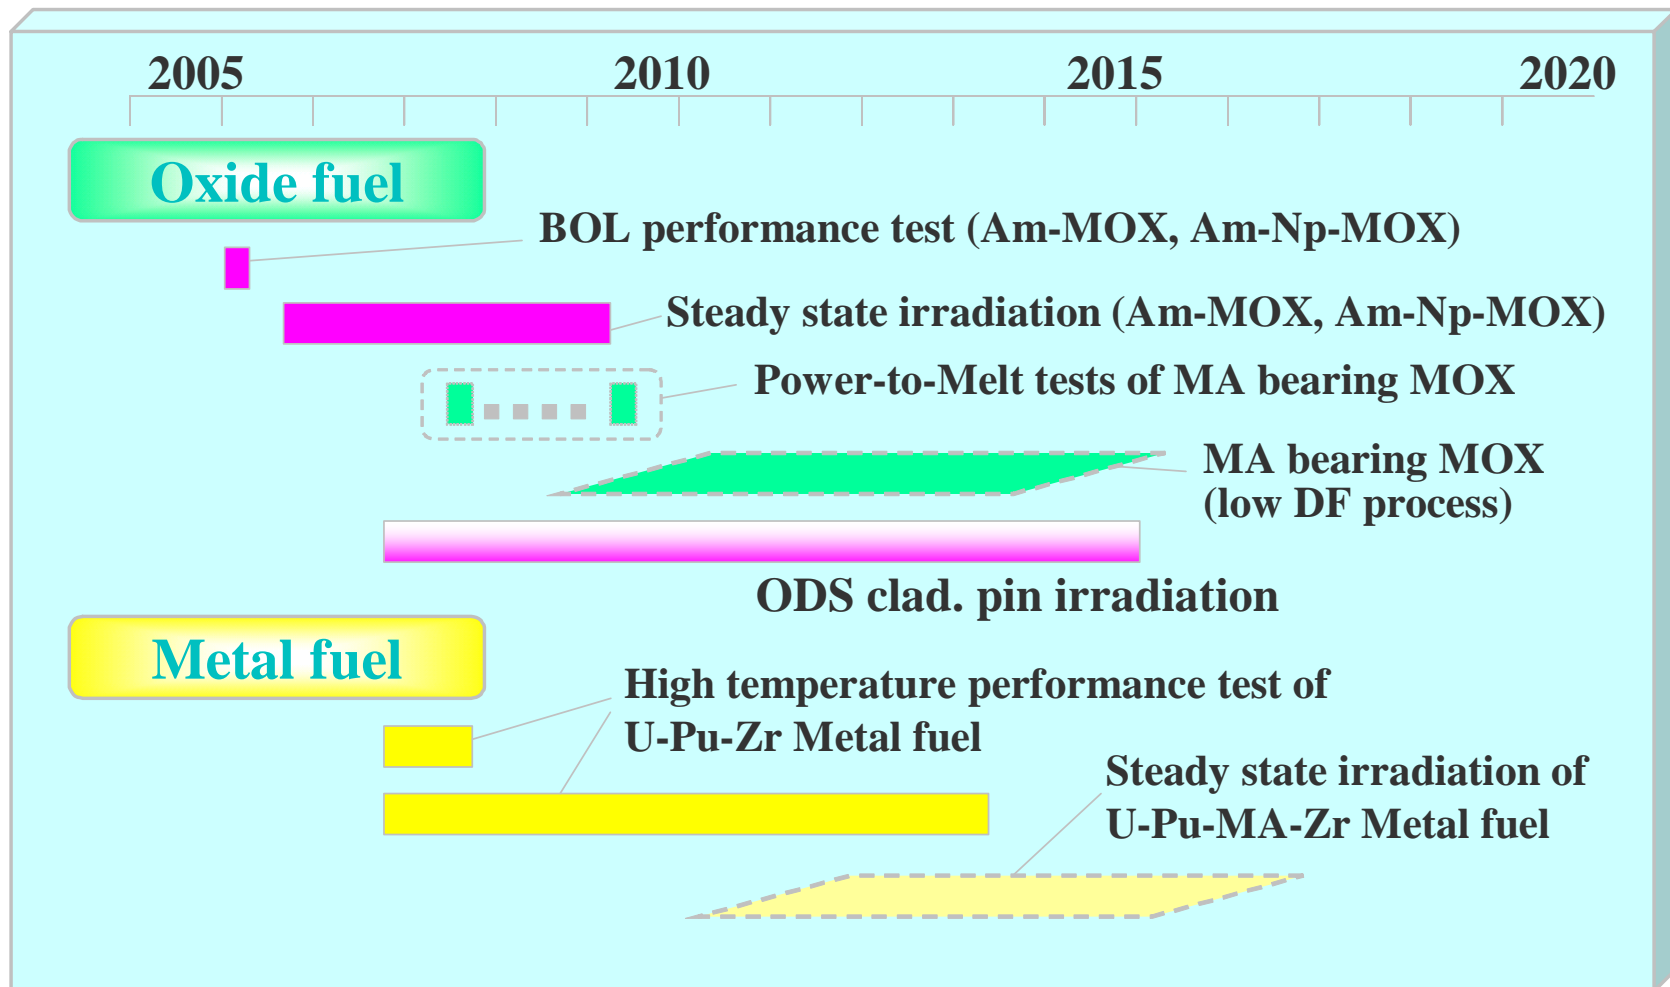 2005 2010 2015 2020
Oxide fuel
BOL performance test (Am-MOX, Am-Np-MOX)
Steady state irradiation (Am-MOX, Am-Np-MOX)
Power-to-Melt tests of MA bearing MOX
MA bearing MOX
(low DF process)
ODS clad. pin irradiation
Metal fuel
High temperature performance test of
U-Pu-Zr Metal fuel
Steady state irradiation of
U-Pu-MA-Zr Metal fuel